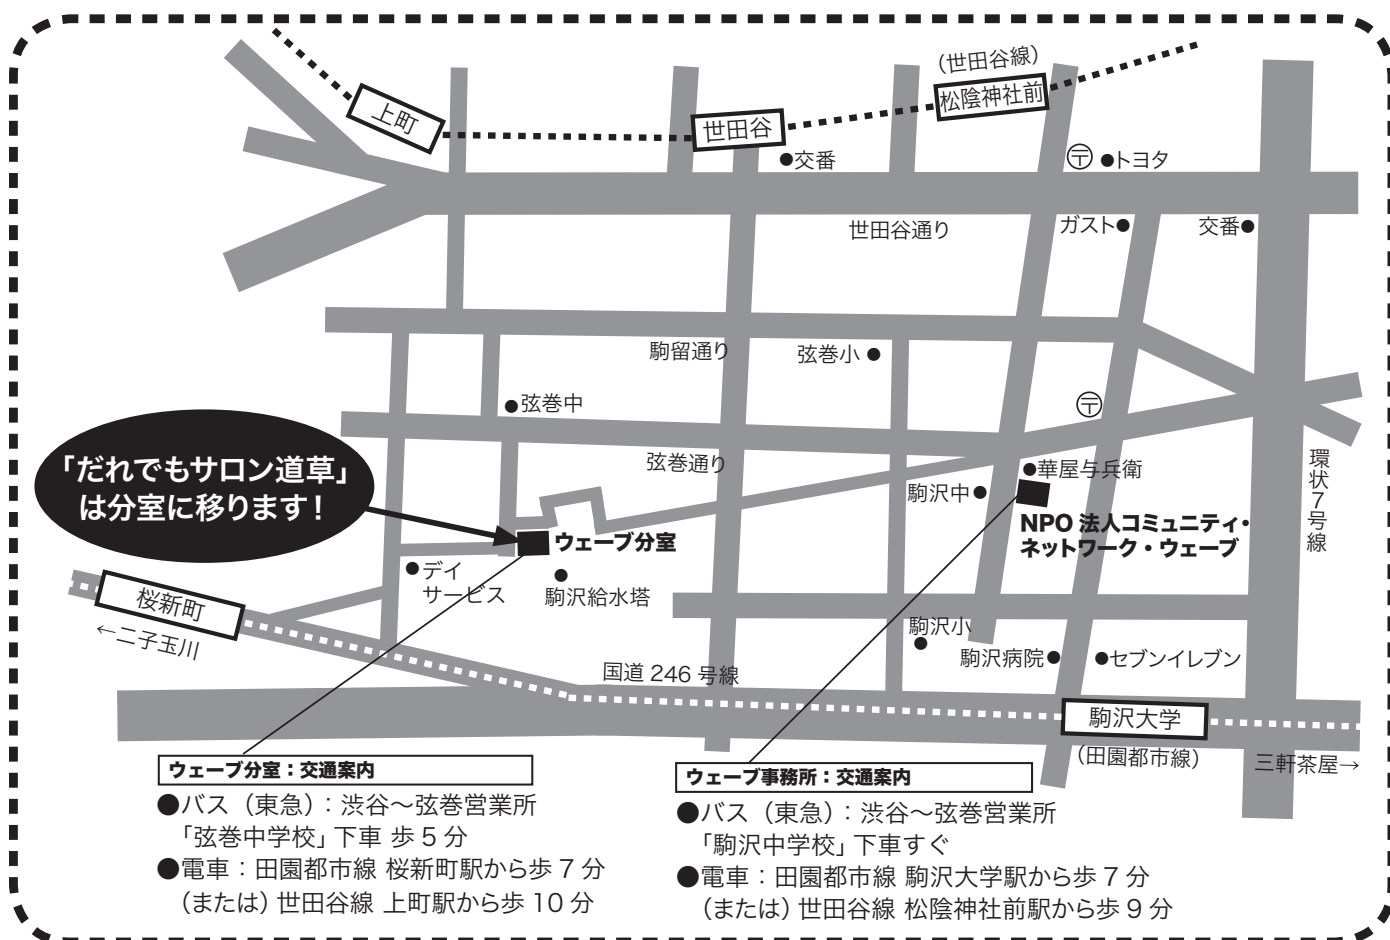 (世田谷線)
上町
世田谷
松陰神社前
●交番
〒
●トヨタ
世田谷通り
ガスト●
交番●
駒留通り
弦巻小 ●
●弦巻中
〒
「だれでもサロン道草」
は分室に移ります!
弦巻通り
●華屋与兵衛
駒沢中●
環状7号線
NPO 法人コミュニティ・
ネットワーク・ウェーブ
ウェーブ分室
●デイ
サービス
●
駒沢給水塔
桜新町
←二子玉川
駒沢小
●
駒沢病院●
●セブンイレブン
国道 246 号線
駒沢大学
(田園都市線)
三軒茶屋→
ウェーブ分室:交通案内
●バス(東急):渋谷〜弦巻営業所
「弦巻中学校」下車 歩 5 分
●電車:田園都市線 桜新町駅から歩 7 分
(または)世田谷線 上町駅から歩 10 分
ウェーブ事務所:交通案内
●バス(東急):渋谷〜弦巻営業所
「駒沢中学校」下車すぐ
●電車:田園都市線 駒沢大学駅から歩 7 分
(または)世田谷線 松陰神社前駅から歩 9 分